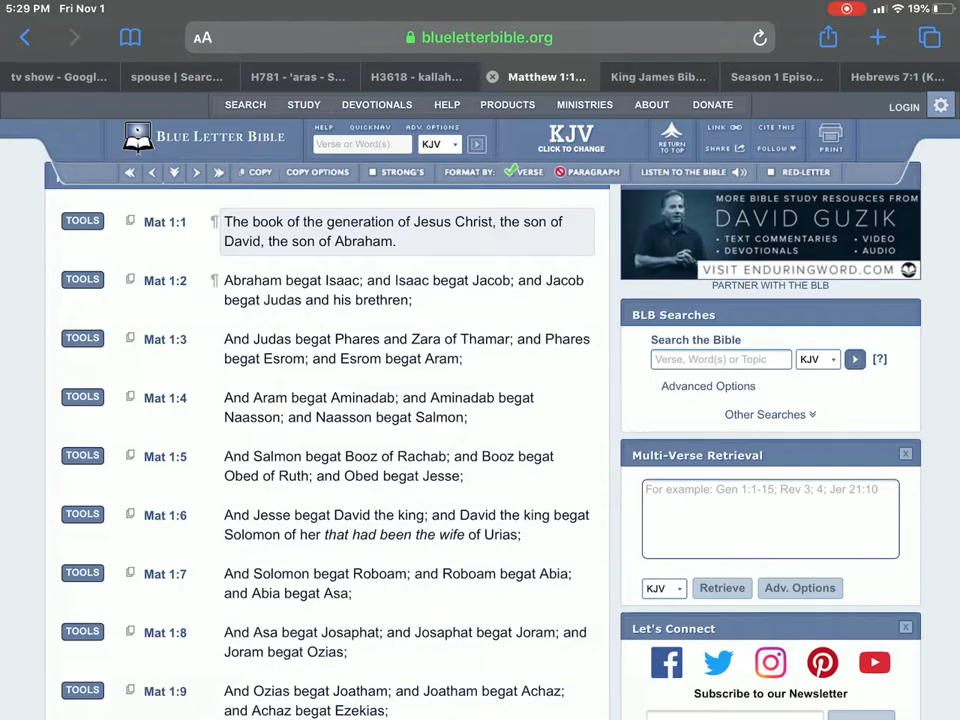 5:29 PM Fri Nov 1
19%
AA
blueletterbible.org
tv show - Googl...
spouse | Searc...
H781 - 'aras - S...
H3618 - kallah...
Matthew 1:1...
King James Bib...
Season 1 Episo...
Hebrews 7:1 (K...
SEARCH STUDY DEVOTIONALS HELP PRODUCTS MINISTRIES ABOUT DONATE
LOGIN
BLUE LETTER BIBLE
HELP QUICKNAV ADV. OPTIONS
Verse or Word(s) KJV
KJV
CLICK TO CHANGE
RETURN
TO TOP
LINK CITE THIS
SHARE FOLLOW
PRINT
COPY COPY OPTIONS STRONG'S FORMAT BY: VERSE PARAGRAPH LISTEN TO THE BIBLE RED-LETTER
TOOLS Mat 1:1 ¶ The book of the generation of Jesus Christ, the son of
David, the son of Abraham.
TOOLS Mat 1:2 ¶ Abraham begat Isaac; and Isaac begat Jacob; and Jacob
begat Judas and his brethren;
TOOLS Mat 1:3 And Judas begat Phares and Zara of Thamar; and Phares
begat Esrom; and Esrom begat Aram;
TOOLS Mat 1:4 And Aram begat Aminadab; and Aminadab begat
Naasson; and Naasson begat Salmon;
TOOLS Mat 1:5 And Salmon begat Booz of Rachab; and Booz begat
Obed of Ruth; and Obed begat Jesse;
TOOLS Mat 1:6 And Jesse begat David the king; and David the king begat
Solomon of her that had been the wife of Urias;
TOOLS Mat 1:7 And Solomon begat Roboam; and Roboam begat Abia;
and Abia begat Asa;
TOOLS Mat 1:8 And Asa begat Josaphat; and Josaphat begat Joram; and
Joram begat Ozias;
TOOLS Mat 1:9 And Ozias begat Joatham; and Joatham begat Achaz;
and Achaz begat Ezekias;
MORE BIBLE STUDY RESOURCES FROM
DAVID GUZIK
• TEXT COMMENTARIES • VIDEO
• DEVOTIONALS • AUDIO
VISIT ENDURINGWORD.COM
PARTNER WITH THE BLB
BLB Searches
Search the Bible
Verse, Word(s) or Topic KJV [?]
Advanced Options
Other Searches
Multi-Verse Retrieval x
For example: Gen 1:1-15; Rev 3; 4; Jer 21:10
KJV Retrieve Adv. Options
Let's Connect x
Subscribe to our Newsletter